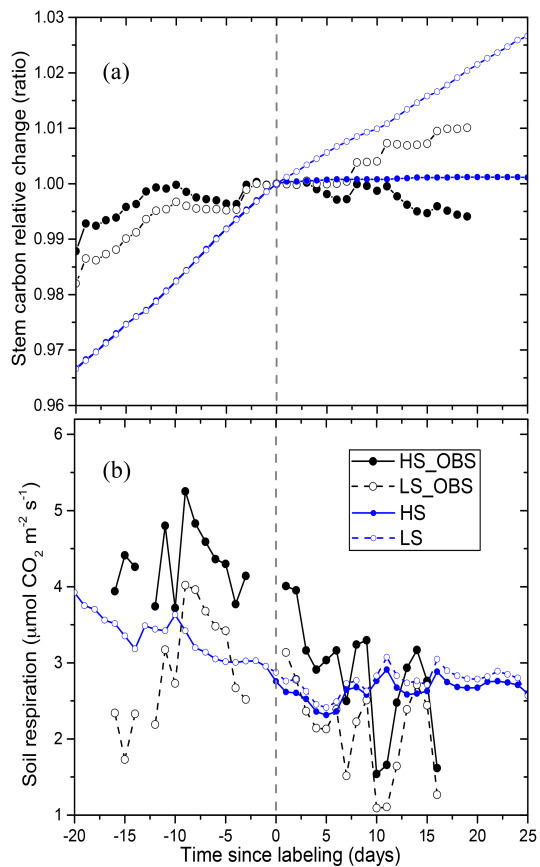 1.03
1.02
1.01
1.00
0.99
0.98
0.97
0.96
Stem carbon relative change (ratio)
(a)
6
5
4
3
2
1
Soil respiration (μmol CO₂ m⁻² s⁻¹)
(b)
HS_OBS
LS_OBS
HS
LS
-20 -15 -10 -5 0 5 10 15 20 25
Time since labeling (days)